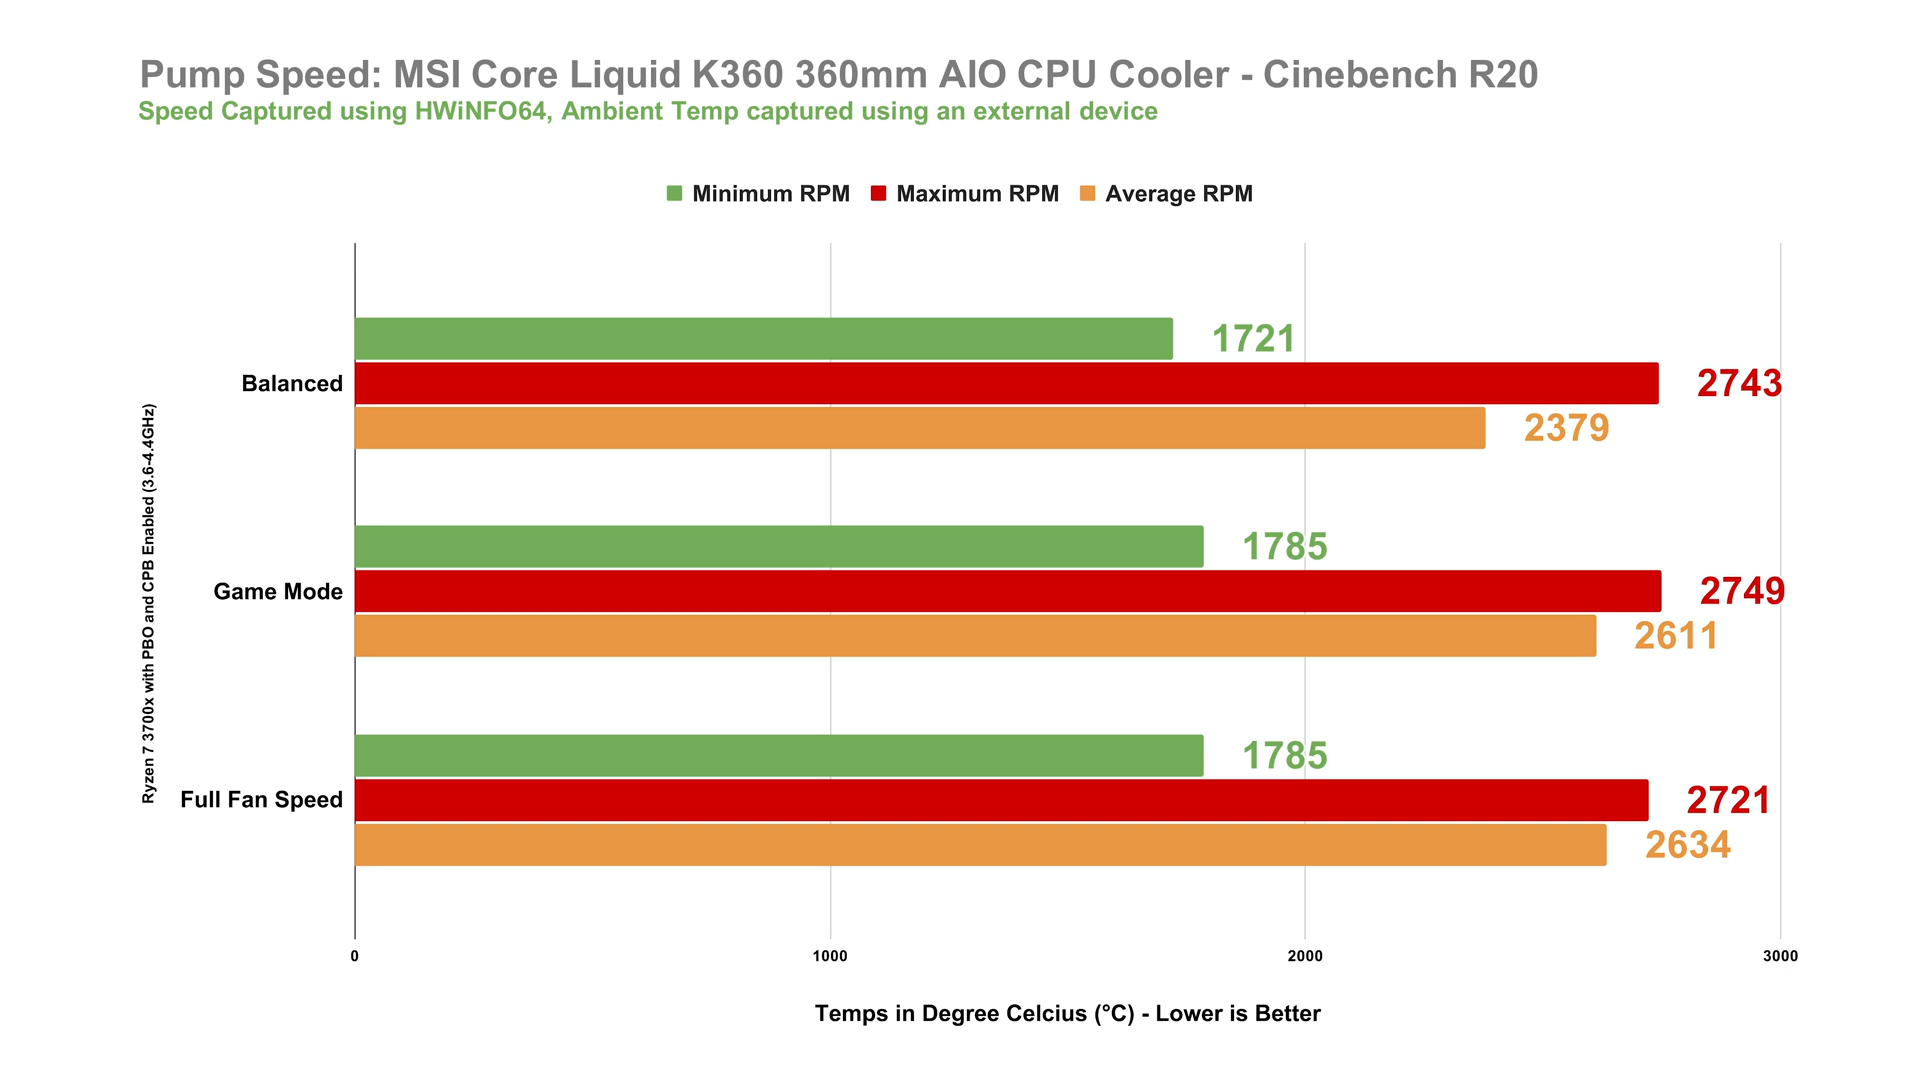 Pump Speed: MSI Core Liquid K360 360mm AIO CPU Cooler - Cinebench R20
Speed Captured using HWiNFO64, Ambient Temp captured using an external device
Minimum RPM Maximum RPM Average RPM
Ryzen 7 3700x with PBO and CPB Enabled (3.6-4.4GHz)
Balanced
1721
2743
2379
Game Mode
1785
2749
2611
Full Fan Speed
1785
2721
2634
0 1000 2000 3000
Temps in Degree Celcius (°C) - Lower is Better